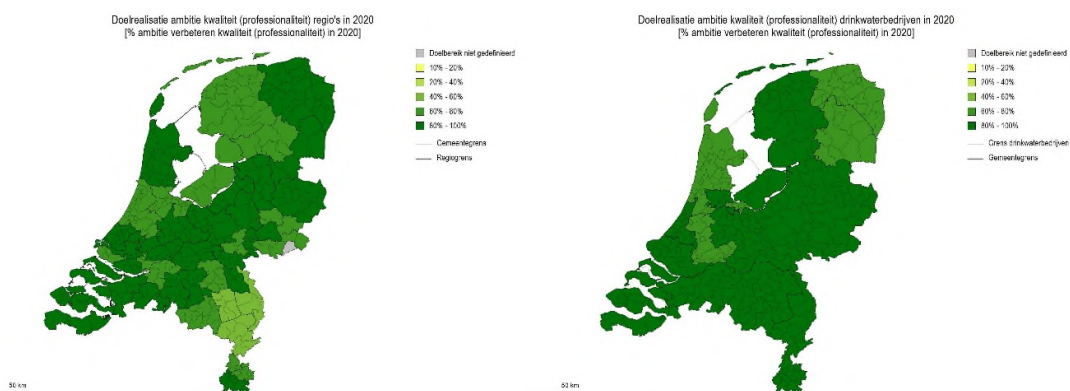 Doelrealisatie ambitie kwaliteit (professionaliteit) regio's in 2020
[% ambitie verbeteren kwaliteit (professionaliteit) in 2020]
Doelbereik niet gedefinieerd
10% - 20%
20% - 40%
40% - 60%
60% - 80%
80% - 100%
Gemeentegrens
Regiogrens
50 km
Doelrealisatie ambitie kwaliteit (professionaliteit) drinkwaterbedrijven in 2020
[% ambitie verbeteren kwaliteit (professionaliteit) in 2020]
Doelbereik niet gedefinieerd
10% - 20%
20% - 40%
40% - 60%
60% - 80%
80% - 100%
Grens drinkwaterbedrijven
Gemeentegrens
50 km